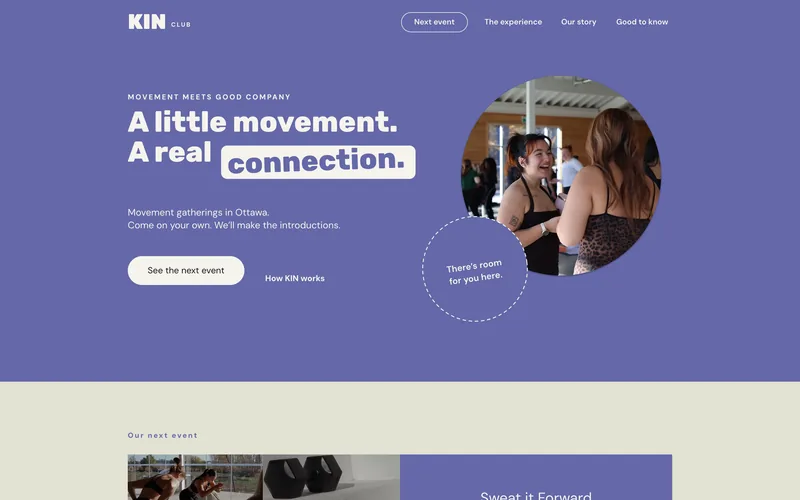 KIN CLUB
Next event
The experience
Our story
Good to know
MOVEMENT MEETS GOOD COMPANY
A little movement.
A real connection.
Movement gatherings in Ottawa.
Come on your own. We'll make the introductions.
See the next event
How KIN works
There's room
for you here.
Our next event
Sweat it Forward